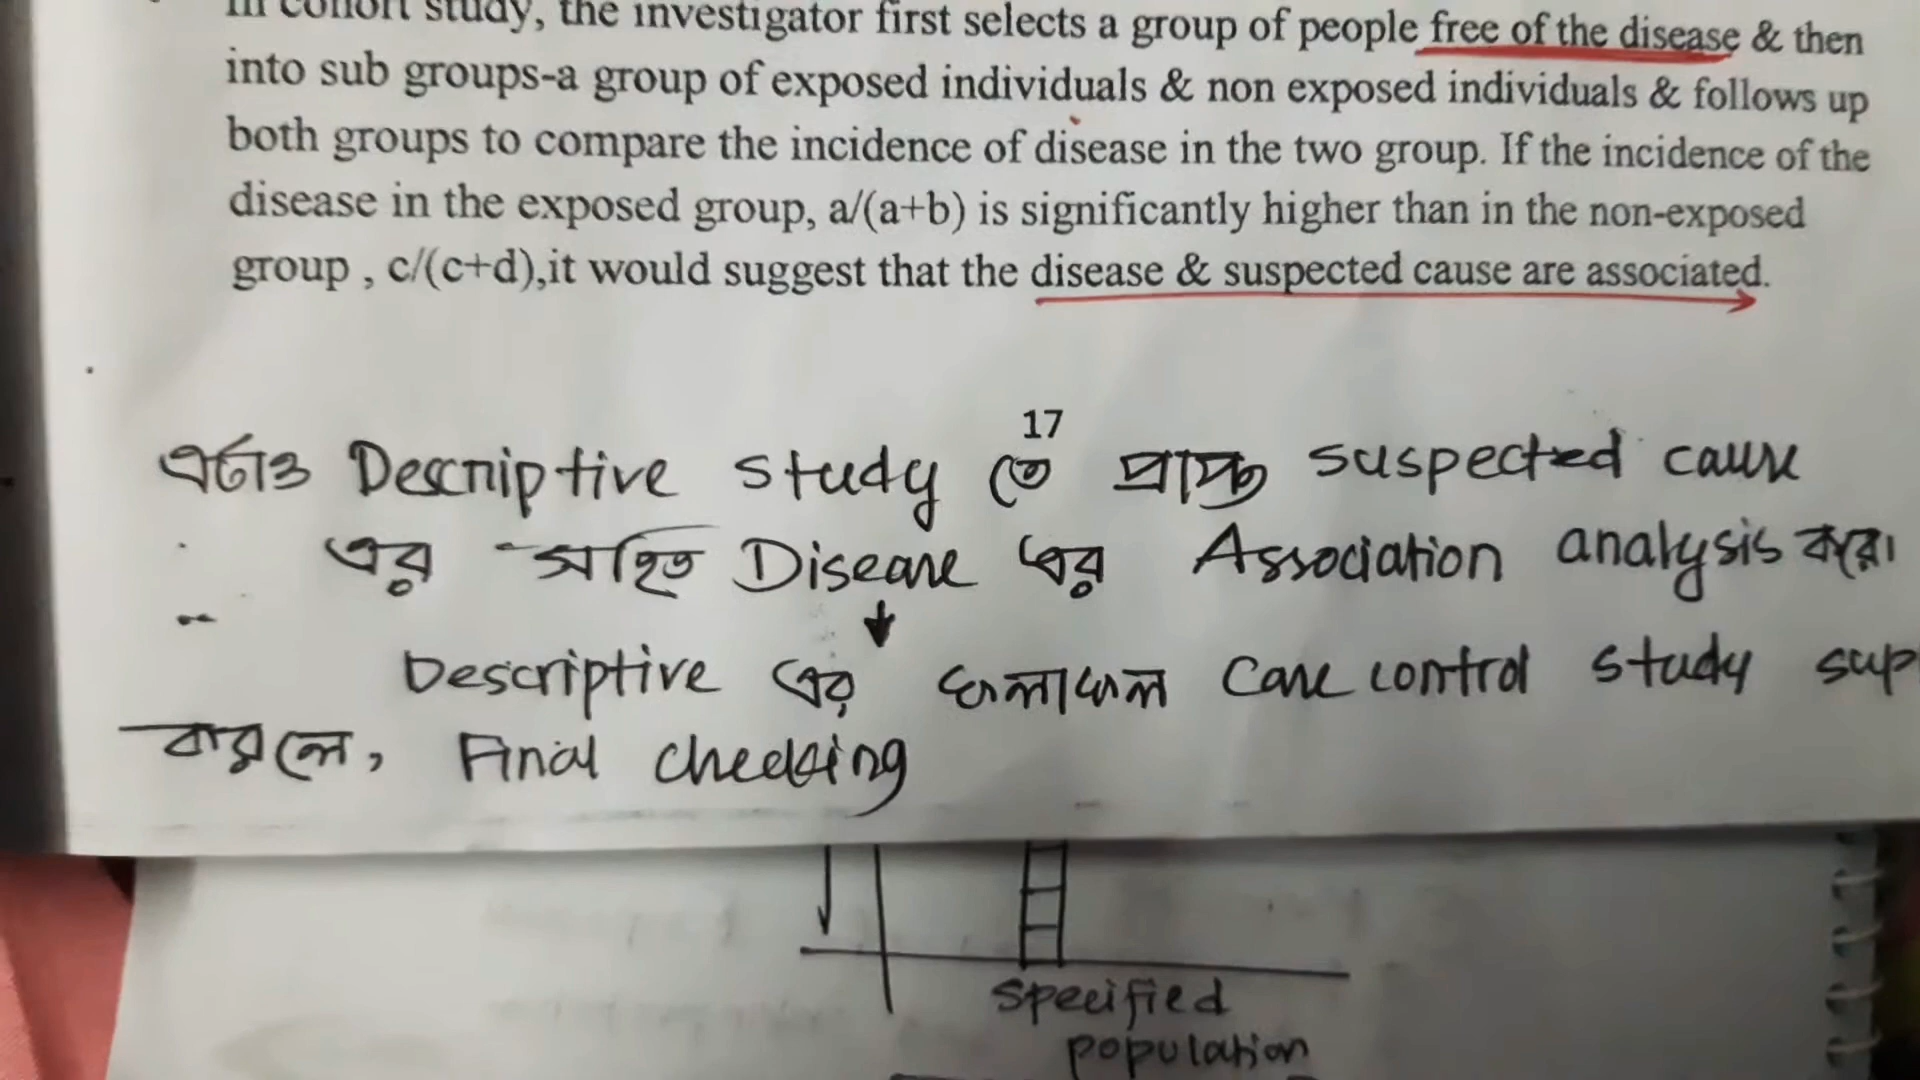 In cohort study, the investigator first selects a group of people free of the disease & then
into sub groups-a group of exposed individuals & non exposed individuals & follows up
both groups to compare the incidence of disease in the two group. If the incidence of the
disease in the exposed group, a/(a+b) is significantly higher than in the non-exposed
group , c/(c+d),it would suggest that the disease & suspected cause are associated.
17
এটাও Descriptive study তে প্রাপ্ত suspected cause
এর সহিত Disease এর Association analysis করে।
Descriptive এর ফলাফল Case control study sup
করলে, Final checking
Specified
population